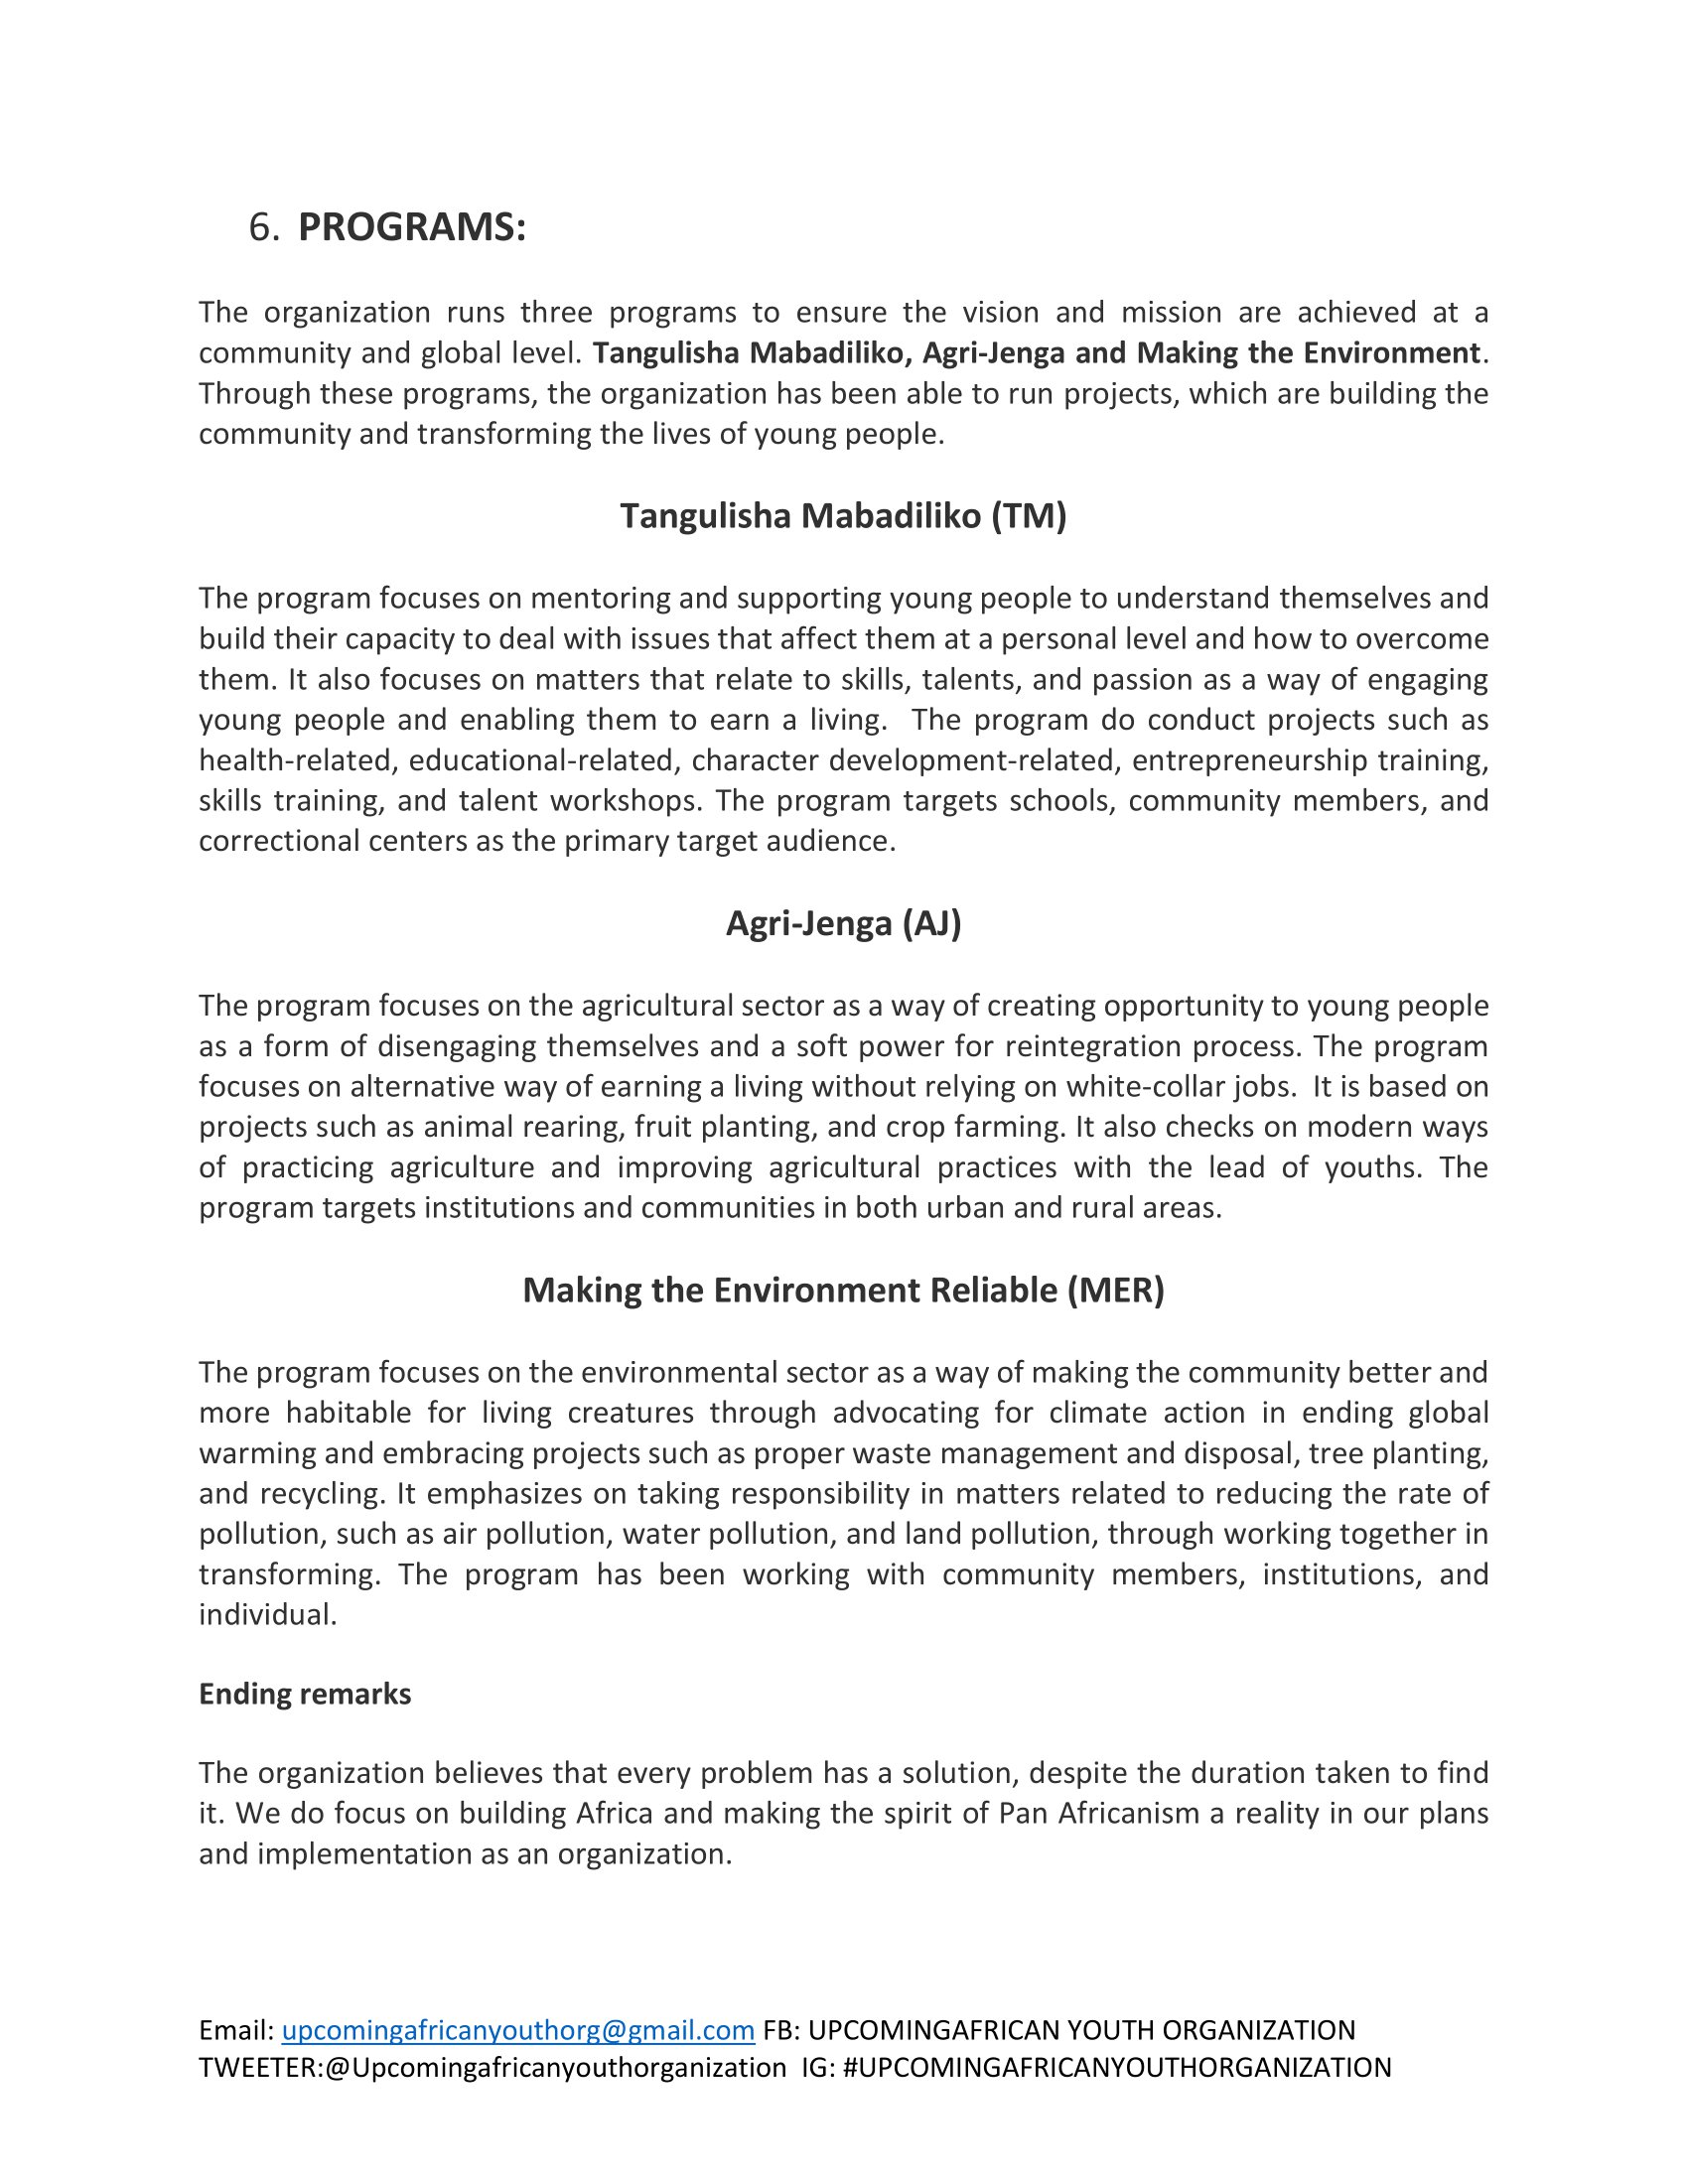 6. PROGRAMS:
The organization runs three programs to ensure the vision and mission are achieved at a
community and global level. Tangulisha Mabadiliko, Agri-Jenga and Making the Environment.
Through these programs, the organization has been able to run projects, which are building the
community and transforming the lives of young people.
Tangulisha Mabadiliko (TM)
The program focuses on mentoring and supporting young people to understand themselves and
build their capacity to deal with issues that affect them at a personal level and how to overcome
them. It also focuses on matters that relate to skills, talents, and passion as a way of engaging
young people and enabling them to earn a living. The program do conduct projects such as
health-related, educational-related, character development-related, entrepreneurship training,
skills training, and talent workshops. The program targets schools, community members, and
correctional centers as the primary target audience.
Agri-Jenga (AJ)
The program focuses on the agricultural sector as a way of creating opportunity to young people
as a form of disengaging themselves and a soft power for reintegration process. The program
focuses on alternative way of earning a living without relying on white-collar jobs. It is based on
projects such as animal rearing, fruit planting, and crop farming. It also checks on modern ways
of practicing agriculture and improving agricultural practices with the lead of youths. The
program targets institutions and communities in both urban and rural areas.
Making the Environment Reliable (MER)
The program focuses on the environmental sector as a way of making the community better and
more habitable for living creatures through advocating for climate action in ending global
warming and embracing projects such as proper waste management and disposal, tree planting,
and recycling. It emphasizes on taking responsibility in matters related to reducing the rate of
pollution, such as air pollution, water pollution, and land pollution, through working together in
transforming. The program has been working with community members, institutions, and
individual.
Ending remarks
The organization believes that every problem has a solution, despite the duration taken to find
it. We do focus on building Africa and making the spirit of Pan Africanism a reality in our plans
and implementation as an organization.
Email: upcomingafricanyouthorg@gmail.com FB: UPCOMINGAFRICAN YOUTH ORGANIZATION
TWEETER:@Upcomingafricanyouthorganization IG: #UPCOMINGAFRICANYOUTHORGANIZATION